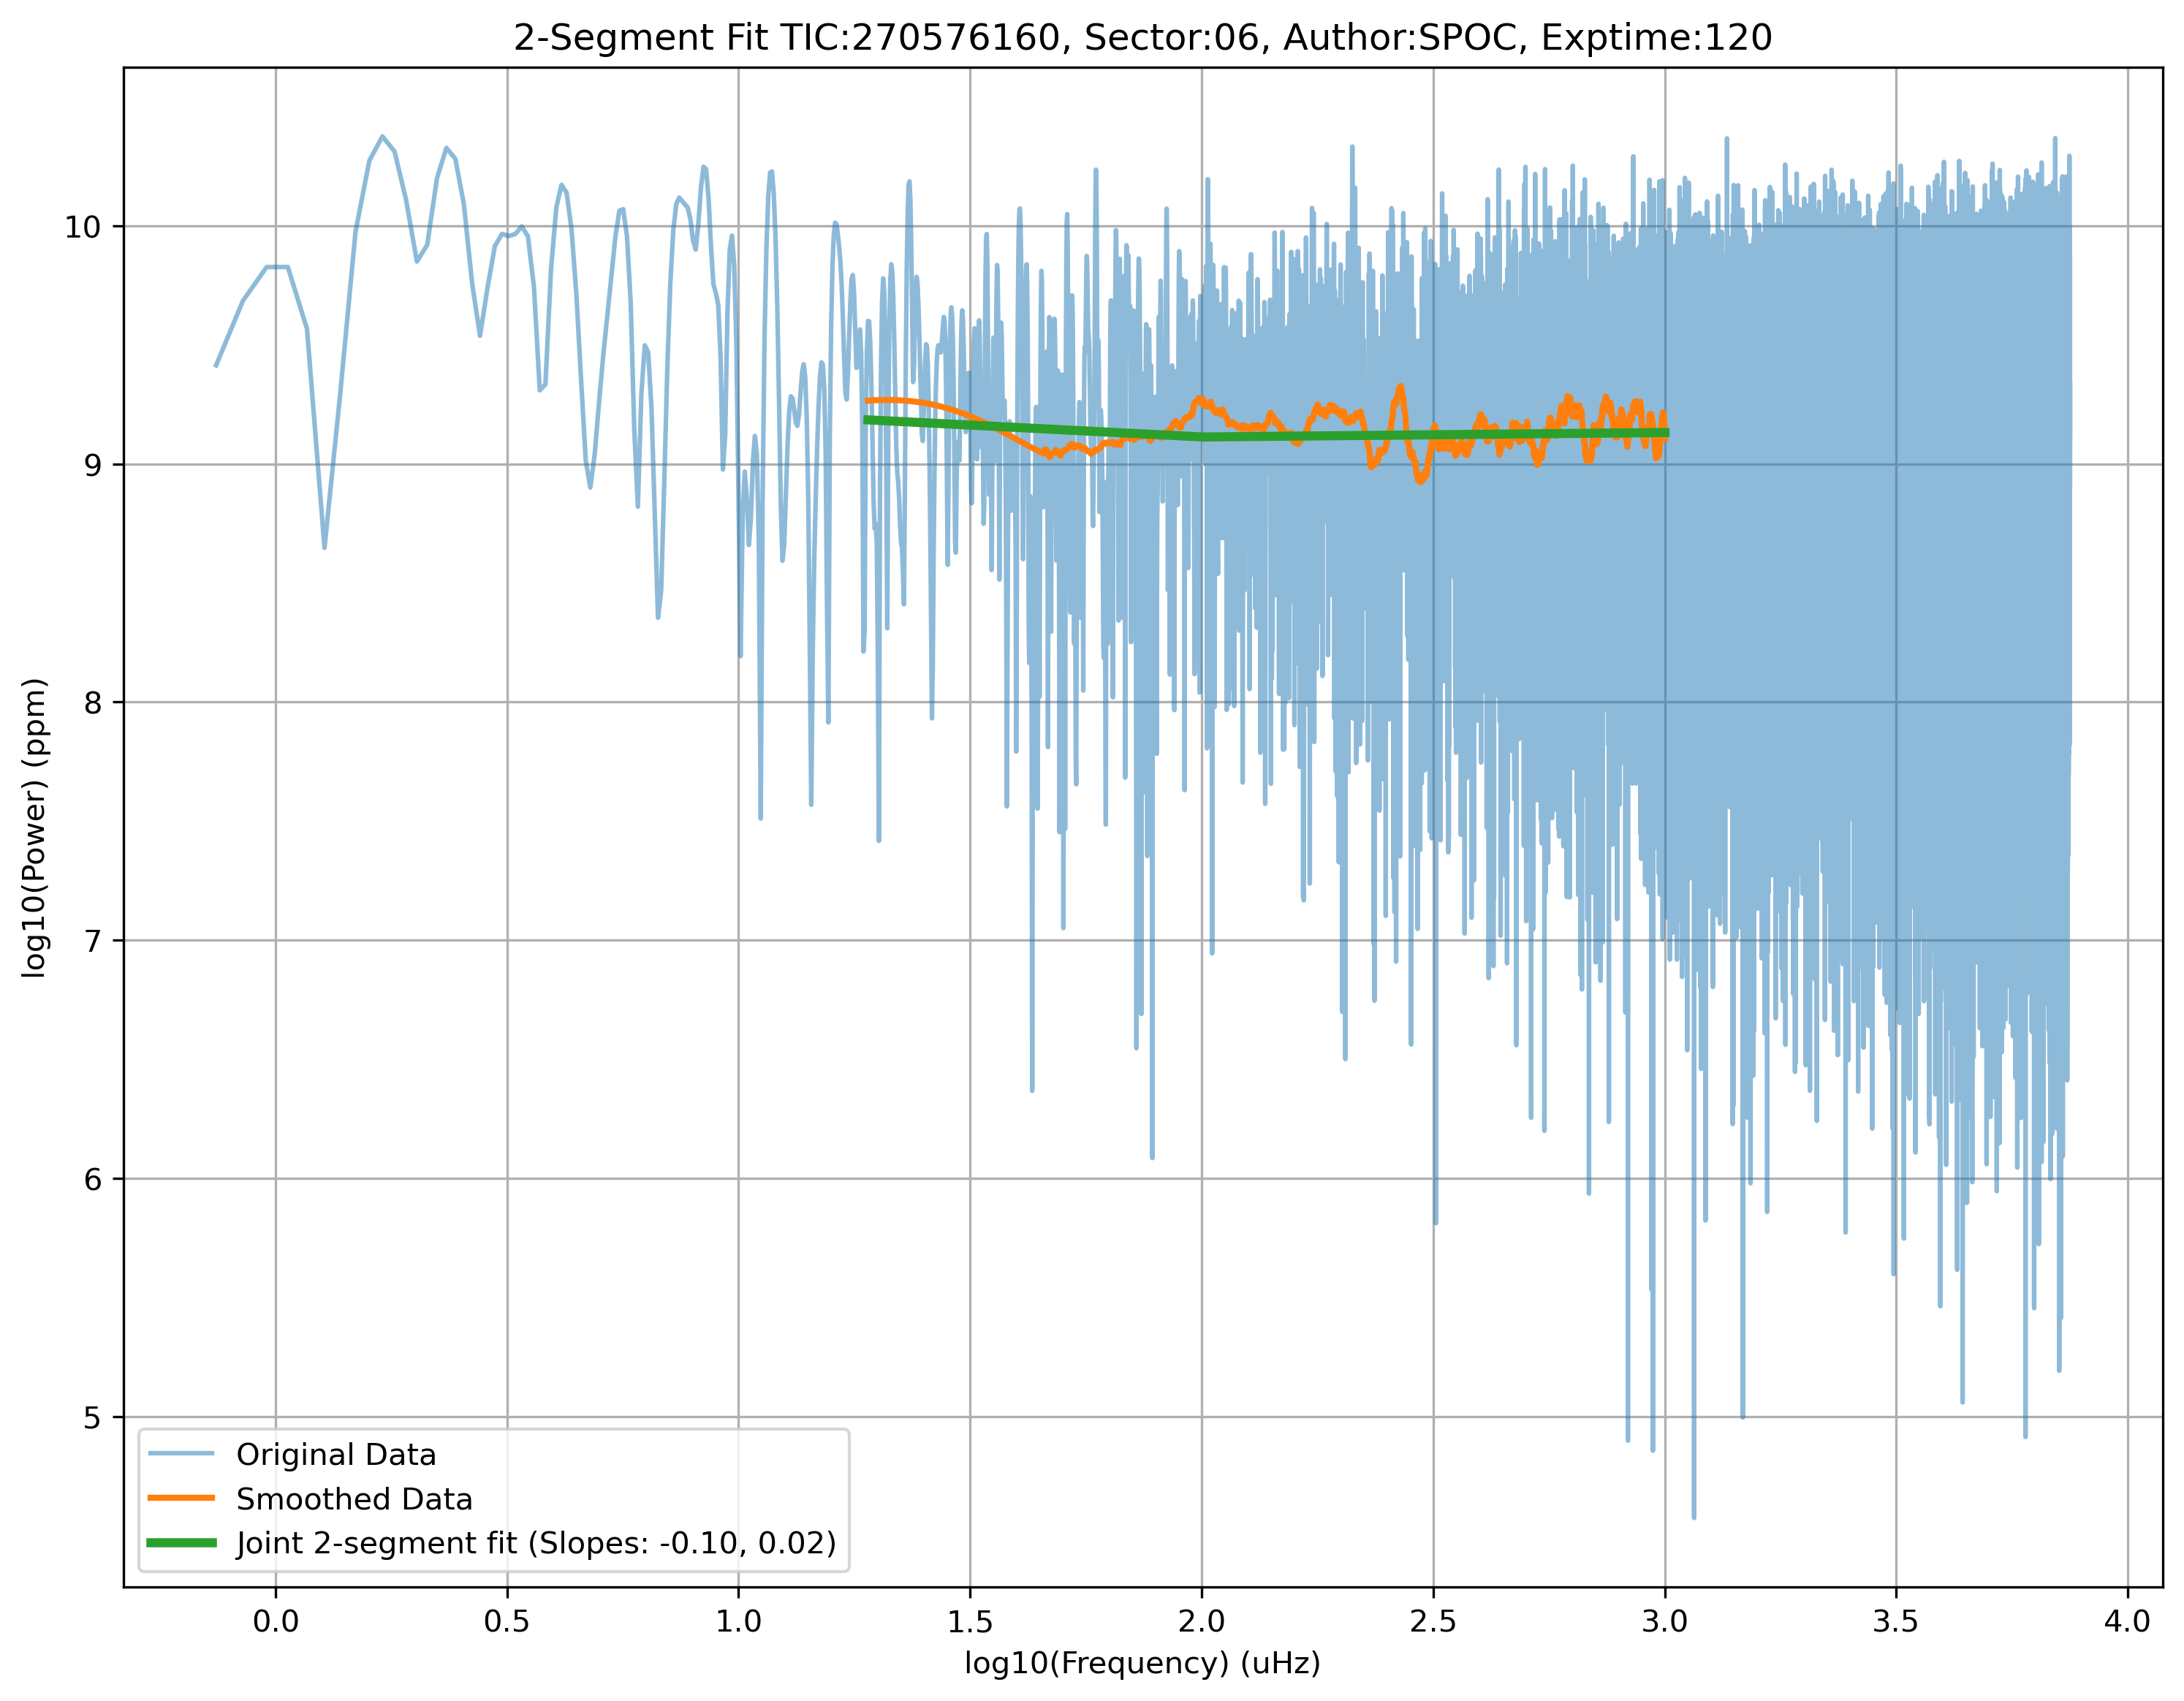 2-Segment Fit TIC:270576160, Sector:06, Author:SPOC, Exptime:120
log10(Power) (ppm)
10
9
8
7
6
5
Original Data
Smoothed Data
Joint 2-segment fit (Slopes: -0.10, 0.02)
0.0 0.5 1.0 1.5 2.0 2.5 3.0 3.5 4.0
log10(Frequency) (uHz)